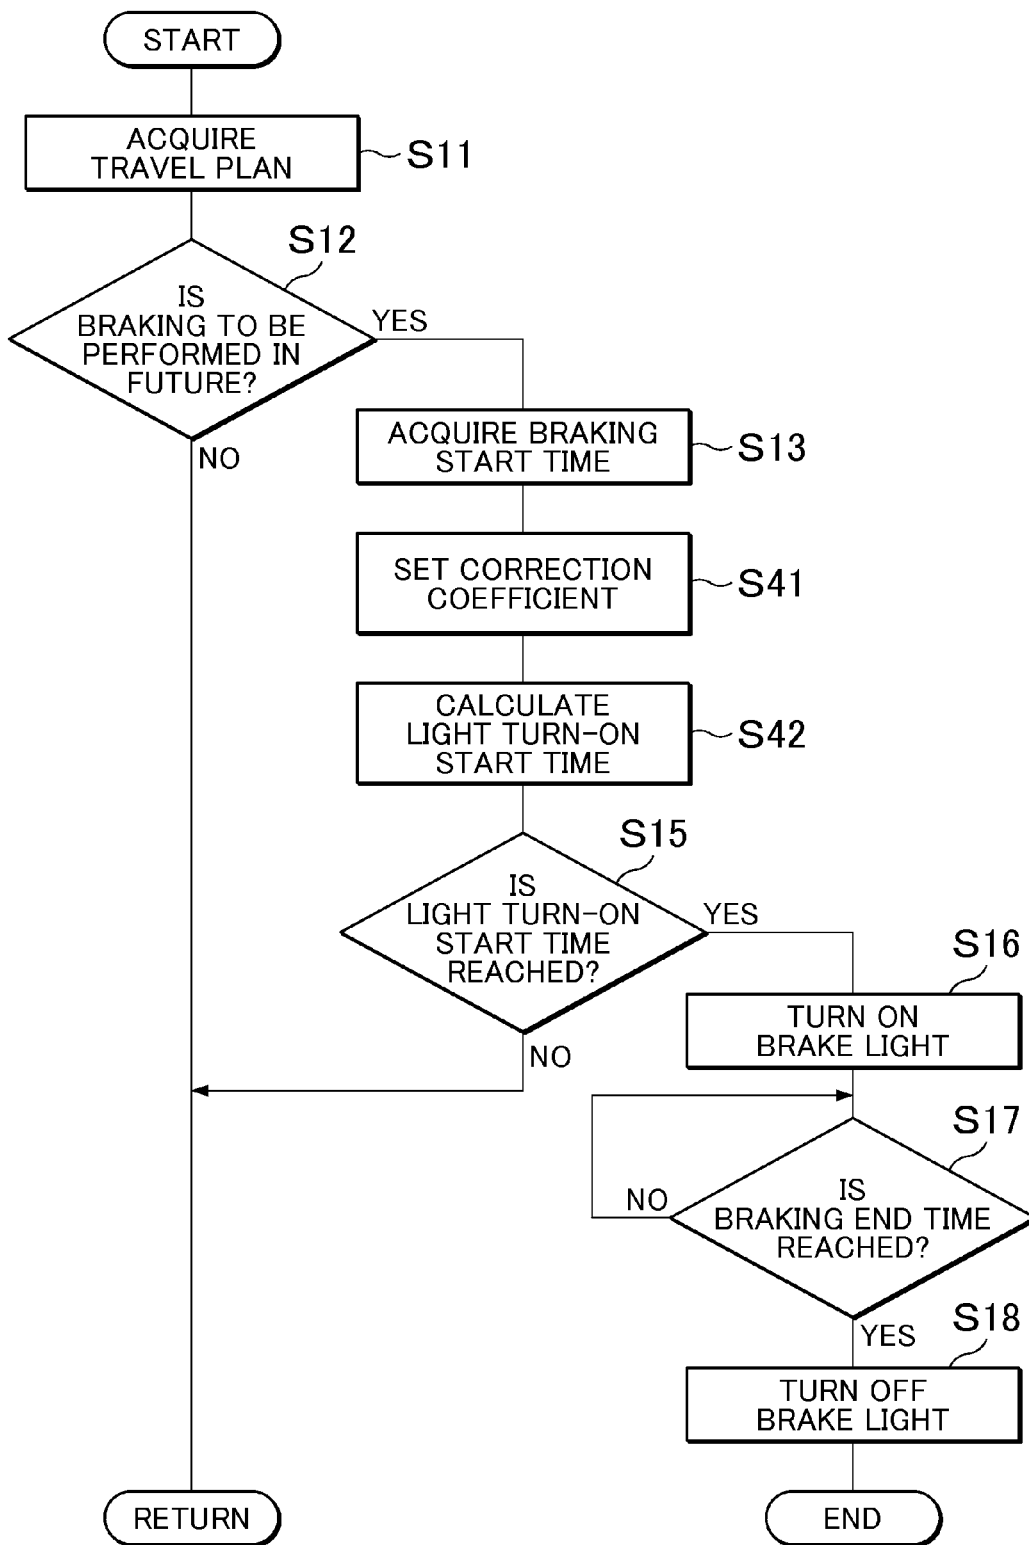 START
ACQUIRE
TRAVEL PLAN
S11
S12
IS
BRAKING TO BE
PERFORMED IN
FUTURE?
YES
NO
ACQUIRE BRAKING
START TIME
S13
SET CORRECTION
COEFFICIENT
S41
CALCULATE
LIGHT TURN-ON
START TIME
S42
S15
IS
LIGHT TURN-ON
START TIME
REACHED?
YES
NO
S16
TURN ON
BRAKE LIGHT
S17
IS
BRAKING END TIME
REACHED?
NO
YES
S18
TURN OFF
BRAKE LIGHT
RETURN
END